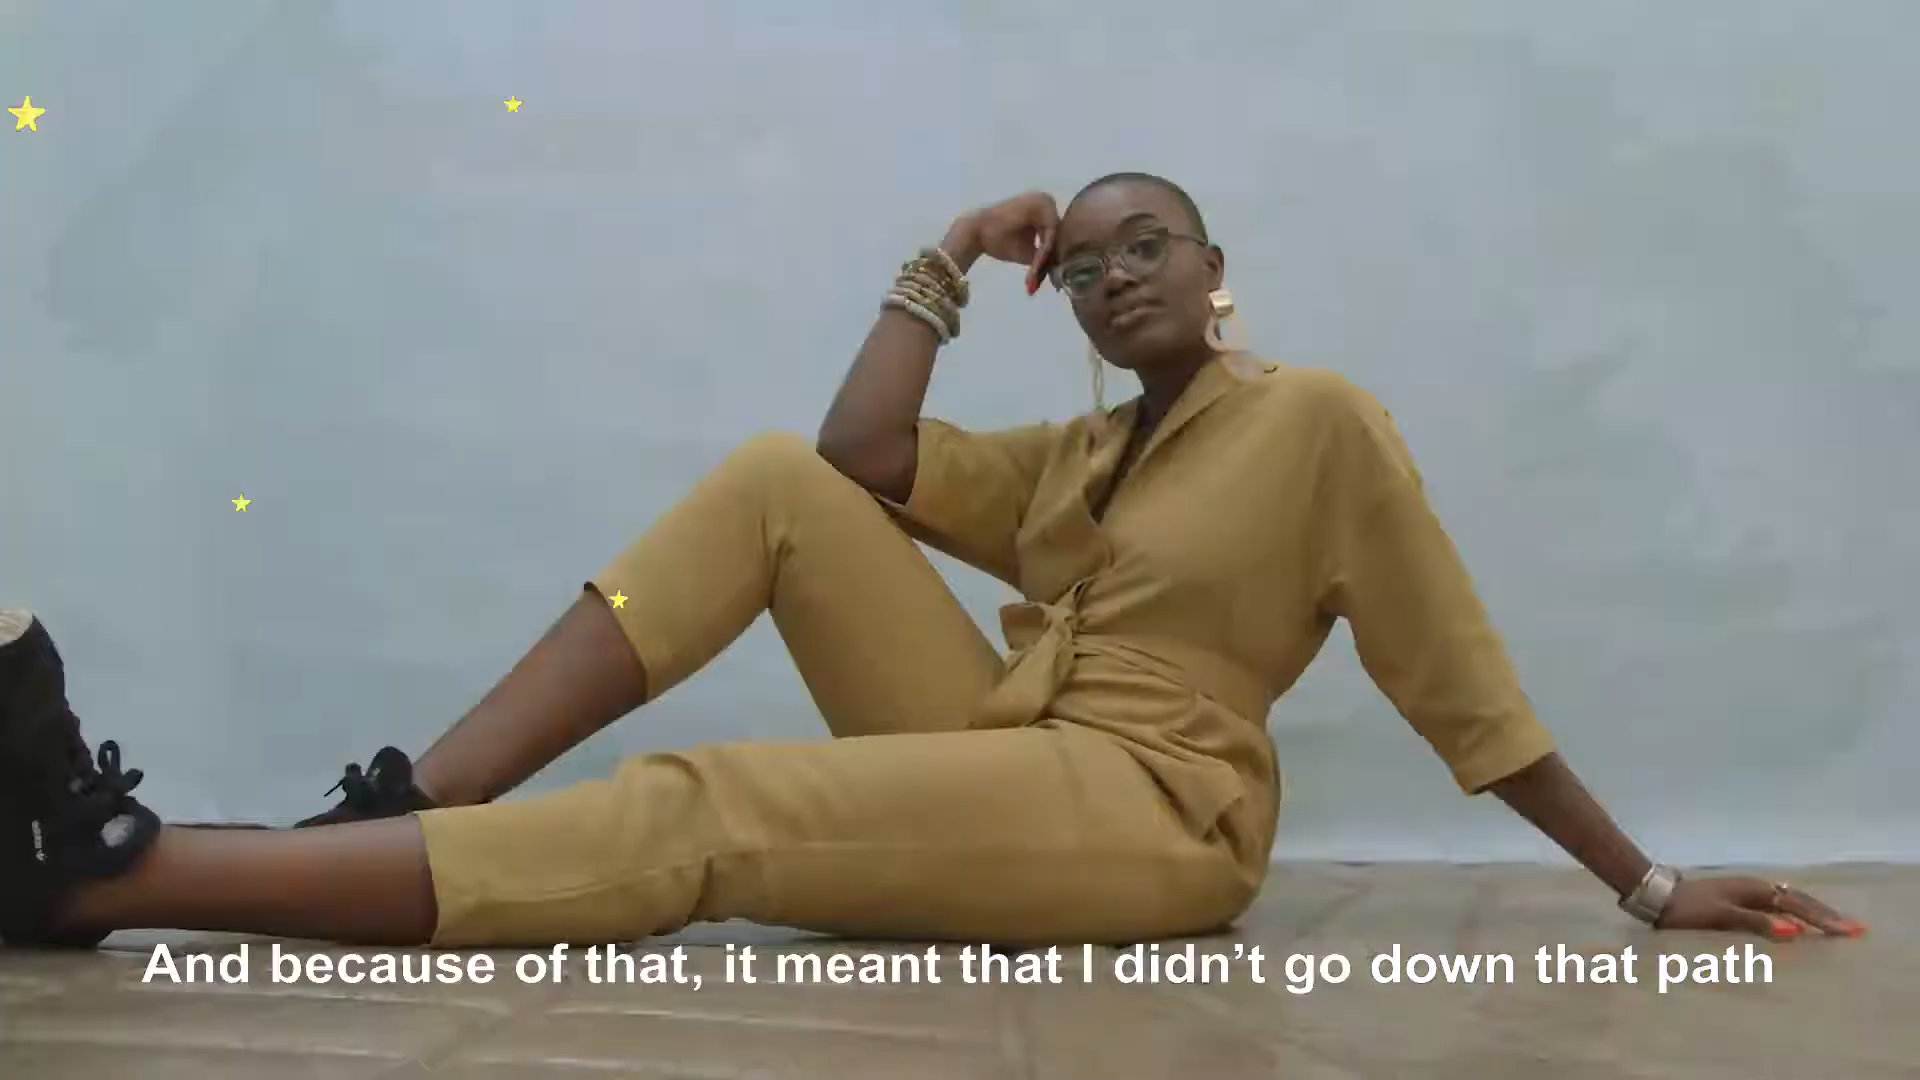 And because of that, it meant that I didn’t go down that path